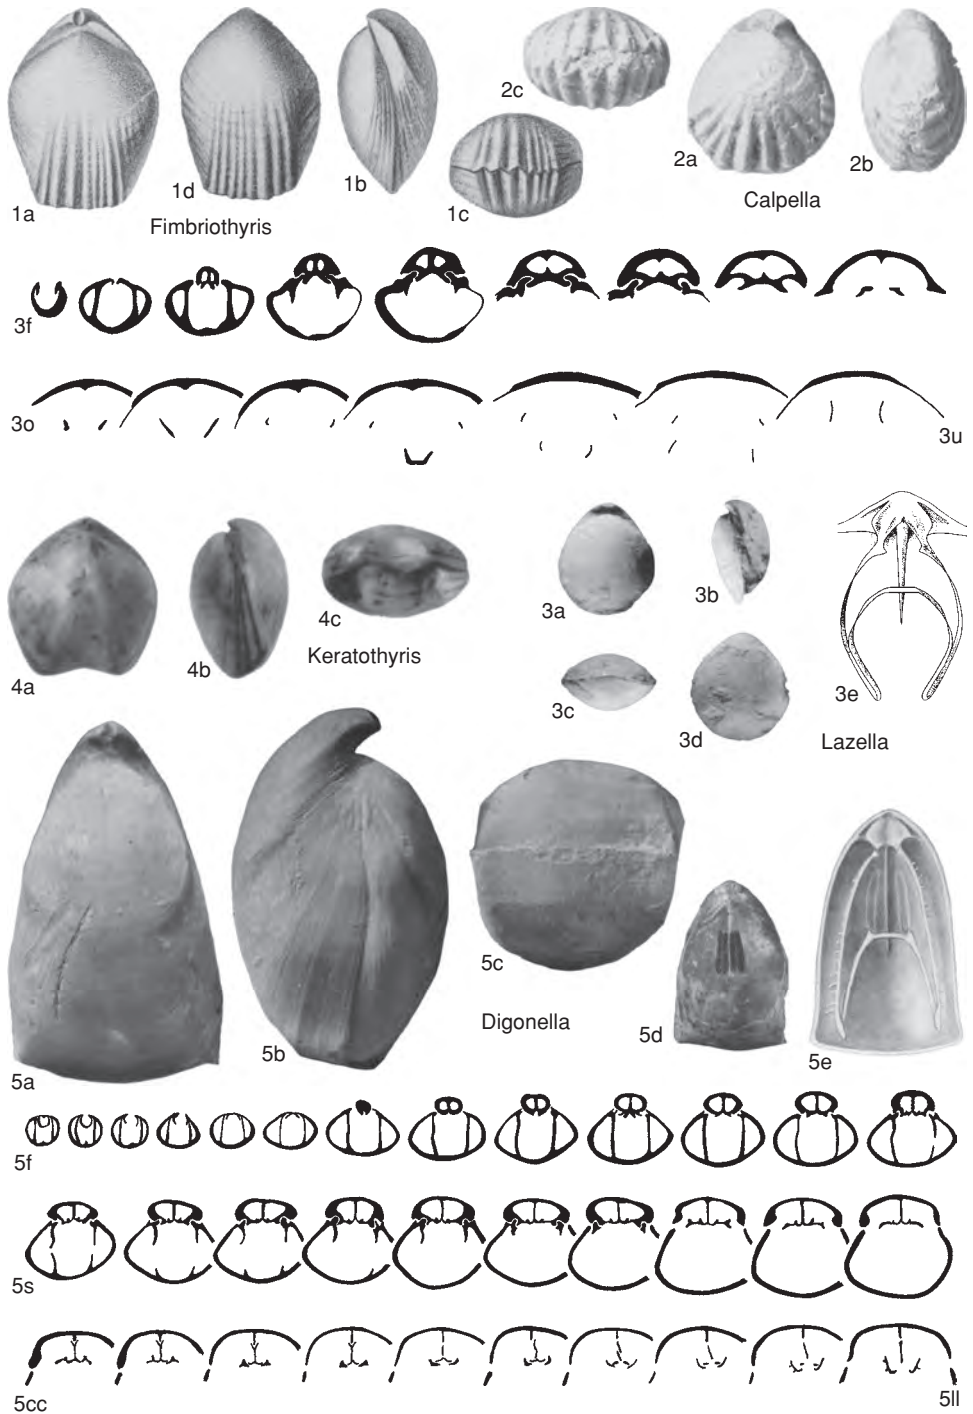 2c
1a
1d
1b
1c
2a
2b
Fimbriothyris
Calpella
3f
3o
3u
4a
4b
4c
Keratothyris
3a
3b
3c
3d
3e
Lazella
5a
5b
5c
Digonella
5d
5e
5f
5s
5cc
5ll